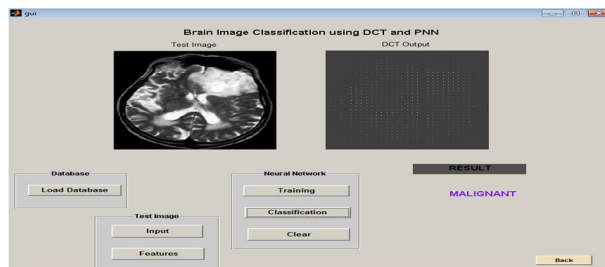 gui
Brain Image Classification using DCT and PNN
Test Image
DCT Output
Database
Load Database
Test Image
Input
Features
Neural Network
Training
Classification
Clear
RESULT
MALIGNANT
Back